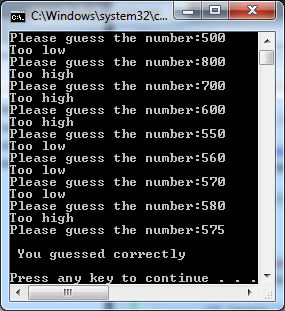 C:\Windows\system32\c...
Please guess the number:500
Too low
Please guess the number:800
Too high
Please guess the number:700
Too high
Please guess the number:600
Too high
Please guess the number:550
Too low
Please guess the number:560
Too low
Please guess the number:570
Too low
Please guess the number:580
Too high
Please guess the number:575
You guessed correctly
Press any key to continue . . .